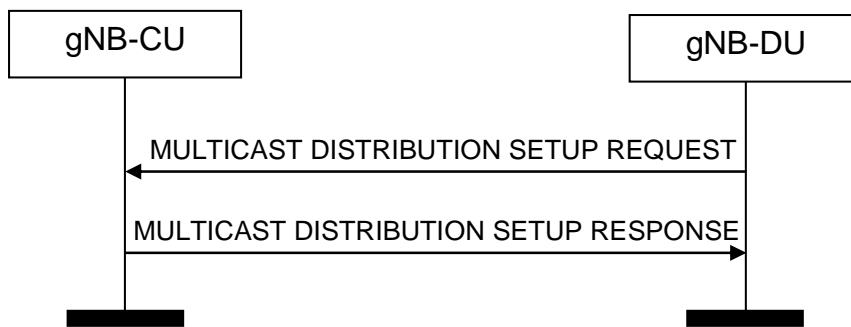 gNB-CU
gNB-DU
MULTICAST DISTRIBUTION SETUP REQUEST
MULTICAST DISTRIBUTION SETUP RESPONSE